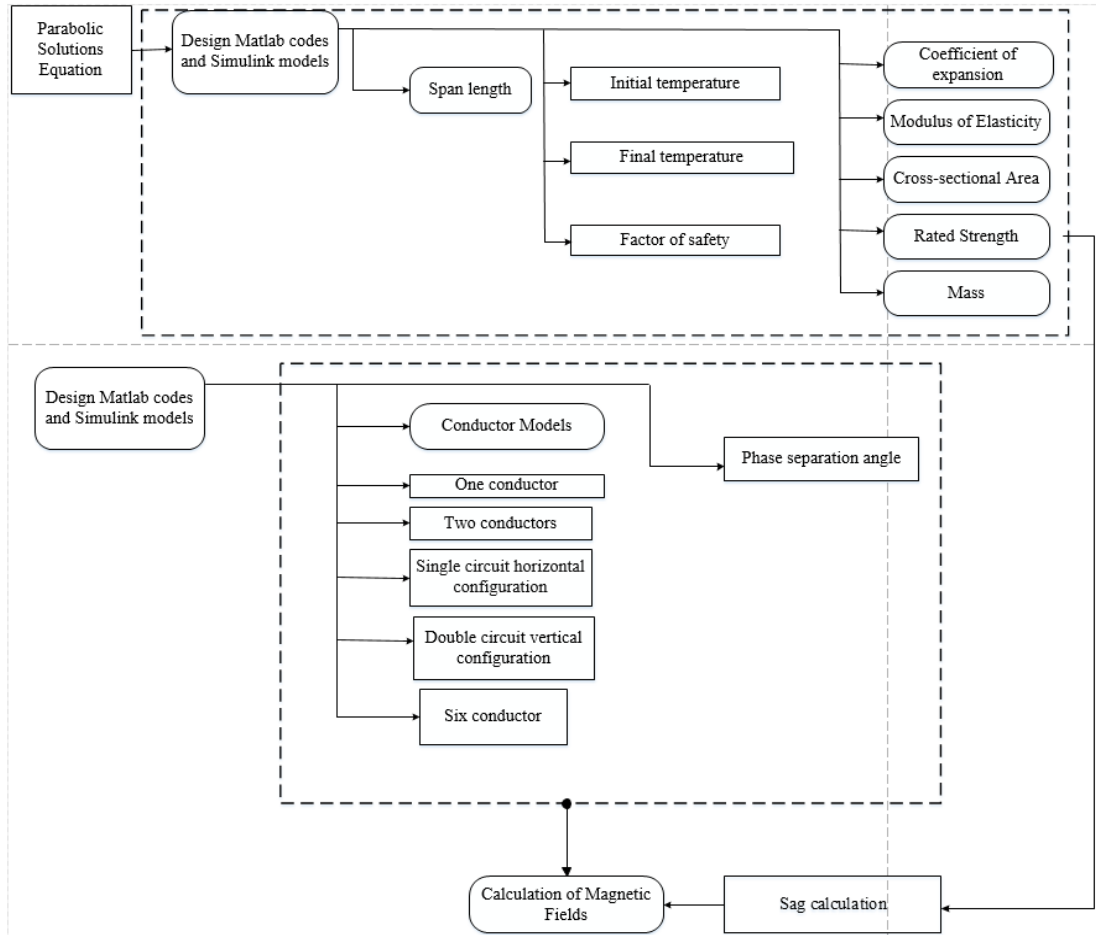 Parabolic
Solutions
Equation
Design Matlab codes
and Simulink models
Span length
Initial temperature
Final temperature
Factor of safety
Coefficient of
expansion
Modulus of Elasticity
Cross-sectional Area
Rated Strength
Mass
Design Matlab codes
and Simulink models
Conductor Models
One conductor
Two conductors
Single circuit horizontal
configuration
Double circuit vertical
configuration
Six conductor
Phase separation angle
Calculation of Magnetic
Fields
Sag calculation